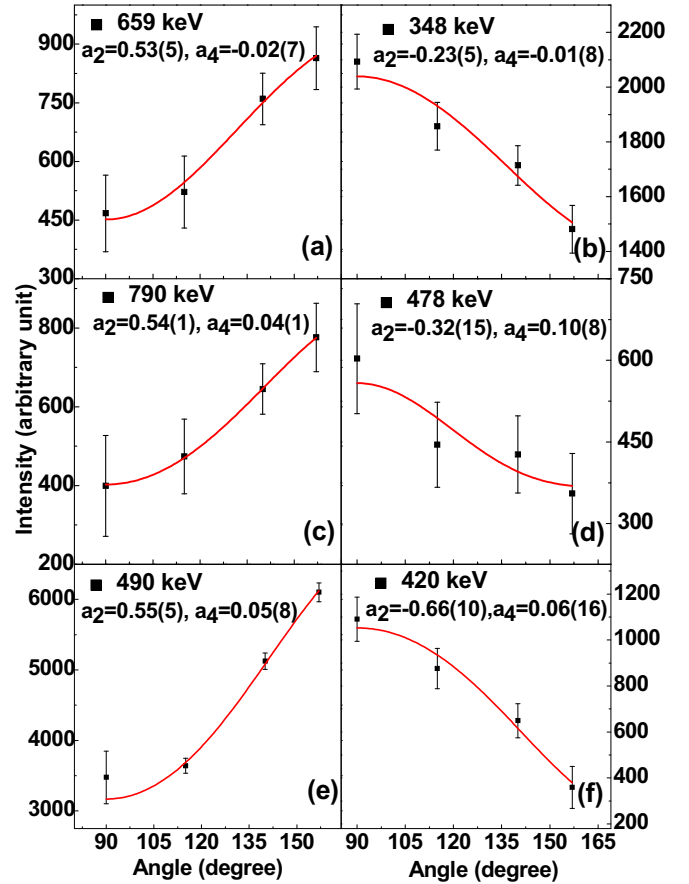 659 keV
a2=0.53(5), a4=-0.02(7)
900
750
600
450
300
(a)
348 keV
a2=-0.23(5), a4=-0.01(8)
2200
2000
1800
1600
1400
(b)
790 keV
a2=0.54(1), a4=0.04(1)
800
600
400
200
(c)
478 keV
a2=-0.32(15), a4=0.10(8)
750
600
450
300
(d)
490 keV
a2=0.55(5), a4=0.05(8)
6000
5000
4000
3000
(e)
420 keV
a2=-0.66(10),a4=0.06(16)
1200
1000
800
600
400
200
(f)
Intensity (arbitrary unit)
90 105 120 135 150
90 105 120 135 150 165
Angle (degree)
Angle (degree)